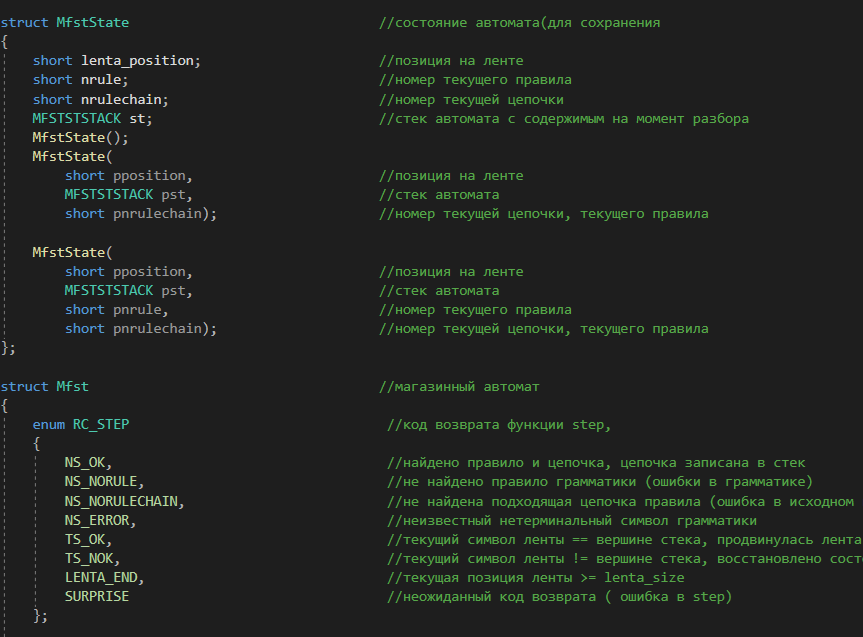 struct MfstState //состояние автомата(для сохранения
{
short lenta_position; //позиция на ленте
short nrule; //номер текущего правила
short nrulechain; //номер текущей цепочки
MFSTSTSTACK st; //стек автомата с содержимым на момент разбора
MfstState();
MfstState(
short pposition, //позиция на ленте
MFSTSTSTACK pst, //стек автомата
short pnrulechain); //номер текущей цепочки, текущего правила
MfstState(
short pposition, //позиция на ленте
MFSTSTSTACK pst, //стек автомата
short pnrule, //номер текущего правила
short pnrulechain); //номер текущей цепочки, текущего правила
};
struct Mfst //магазинный автомат
{
enum RC_STEP //код возврата функции step,
{
NS_OK, //найдено правило и цепочка, цепочка записана в стек
NS_NORULE, //не найдено правило грамматики (ошибки в грамматике)
NS_NORULECHAIN, //не найдена подходящая цепочка правила (ошибка в исходном
NS_ERROR, //неизвестный нетерминальный символ грамматики
TS_OK, //текущий символ ленты == вершине стека, продвинулась лента
TS_NOK, //текущий символ ленты != вершине стека, восстановлено сост
LENTA_END, //текущая позиция ленты >= lenta_size
SURPRISE //неожиданный код возврата ( ошибка в step)
};